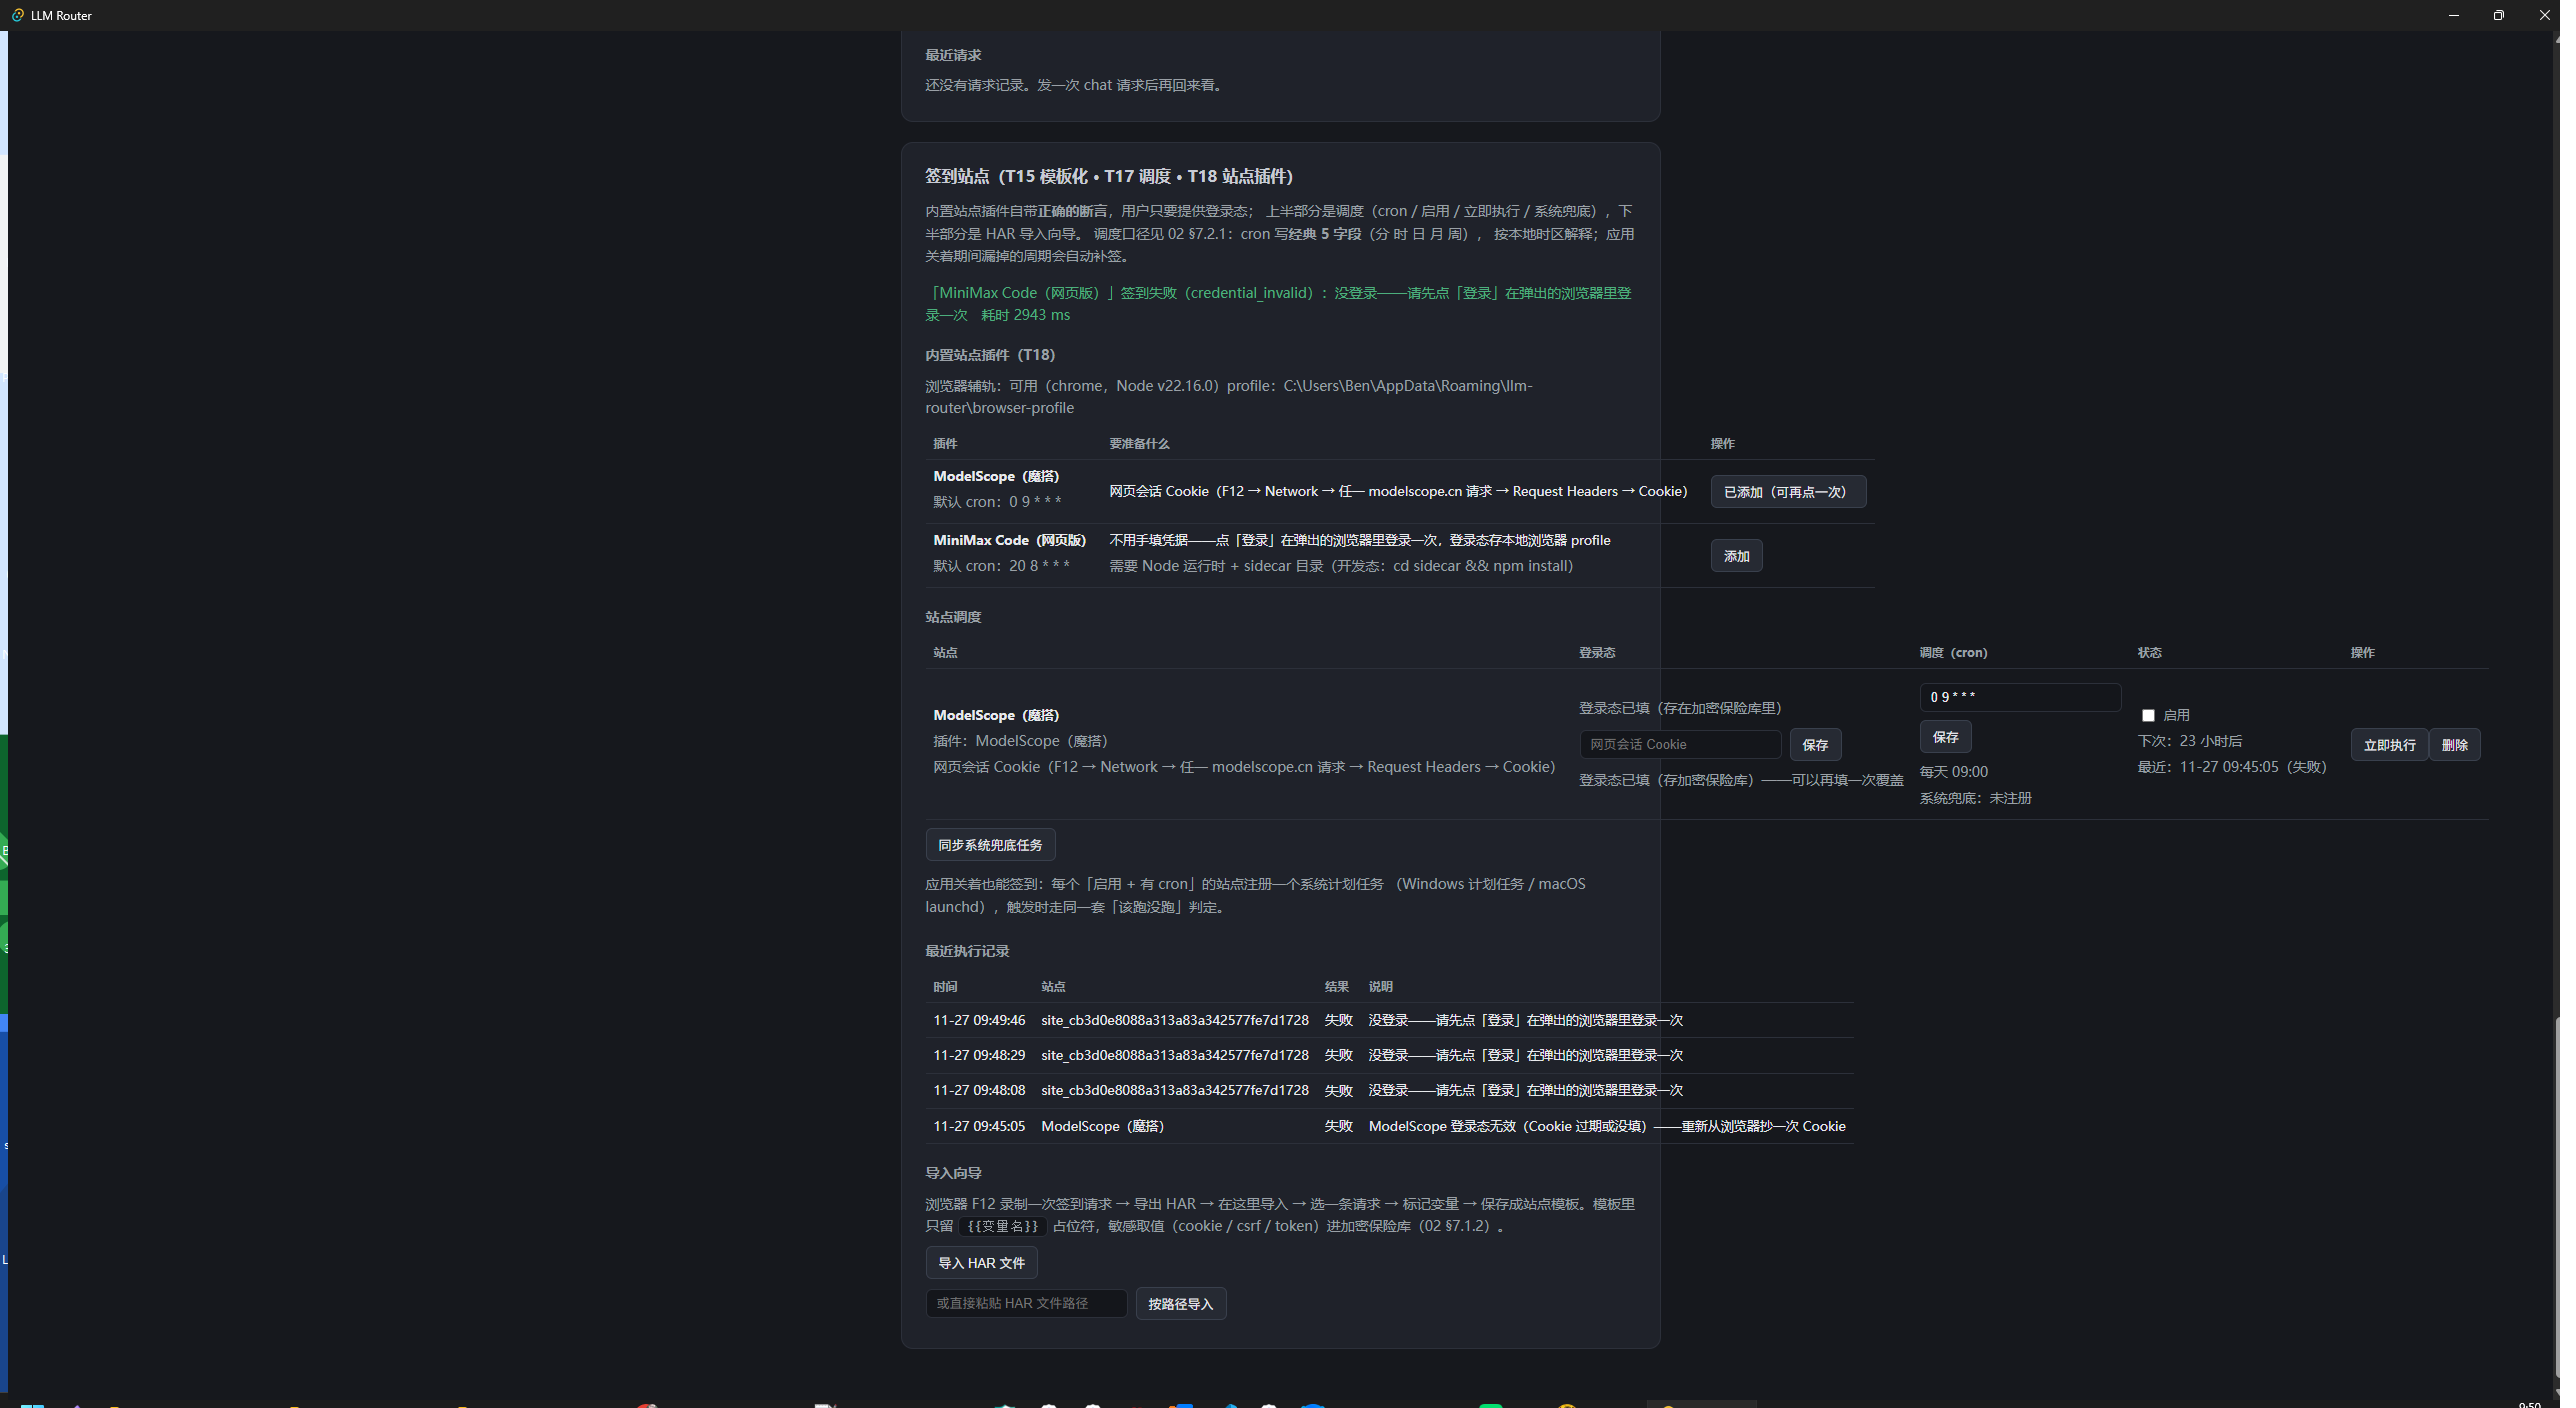 LLM Router
最近请求
还没有请求记录。发一次 chat 请求后再回来看。
签到站点（T15 模板化 • T17 调度 • T18 站点插件）
内置站点插件自带正确的断言，用户只要提供登录态； 上半部分是调度（cron / 启用 / 立即执行 / 系统兜底），下
半部分是 HAR 导入向导。 调度口径见 02 §7.2.1：cron 写经典 5 字段（分 时 日 月 周）， 按本地时区解释；应用
关着期间漏掉的周期会自动补签。
「MiniMax Code（网页版）」签到失败（credential_invalid）：没登录——请先点「登录」在弹出的浏览器里登
录一次　耗时 2943 ms
内置站点插件（T18）
浏览器辅轨：可用（chrome，Node v22.16.0）profile：C:\Users\Ben\AppData\Roaming\llm-
router\browser-profile
插件 要准备什么 操作
ModelScope（魔搭）
默认 cron：0 9 * * *
网页会话 Cookie（F12 → Network → 任一 modelscope.cn 请求 → Request Headers → Cookie）
已添加（可再点一次）
MiniMax Code（网页版）
默认 cron：20 8 * * *
不用手填凭据——点「登录」在弹出的浏览器里登录一次，登录态存本地浏览器 profile
需要 Node 运行时 + sidecar 目录（开发态：cd sidecar && npm install）
添加
站点调度
站点 登录态 调度（cron） 状态 操作
ModelScope（魔搭）
插件：ModelScope（魔搭）
网页会话 Cookie（F12 → Network → 任一 modelscope.cn 请求 → Request Headers → Cookie）
登录态已填（存在加密保险库里）
网页会话 Cookie 保存
登录态已填（存加密保险库）——可以再填一次覆盖
0 9 * * *
保存
每天 09:00
系统兜底：未注册
启用
下次：23 小时后
最近：11-27 09:45:05（失败）
立即执行 删除
同步系统兜底任务
应用关着也能签到：每个「启用 + 有 cron」的站点注册一个系统计划任务 （Windows 计划任务 / macOS
launchd），触发时走同一套「该跑没跑」判定。
最近执行记录
时间 站点 结果 说明
11-27 09:49:46 site_cb3d0e8088a313a83a342577fe7d1728 失败 没登录——请先点「登录」在弹出的浏览器里登录一次
11-27 09:48:29 site_cb3d0e8088a313a83a342577fe7d1728 失败 没登录——请先点「登录」在弹出的浏览器里登录一次
11-27 09:48:08 site_cb3d0e8088a313a83a342577fe7d1728 失败 没登录——请先点「登录」在弹出的浏览器里登录一次
11-27 09:45:05 ModelScope（魔搭） 失败 ModelScope 登录态无效（Cookie 过期或没填）——重新从浏览器抄一次 Cookie
导入向导
浏览器 F12 录制一次签到请求 → 导出 HAR → 在这里导入 → 选一条请求 → 标记变量 → 保存成站点模板。模板里
只留 {{变量名}} 占位符，敏感取值（cookie / csrf / token）进加密保险库（02 §7.1.2）。
导入 HAR 文件
或直接粘贴 HAR 文件路径 按路径导入